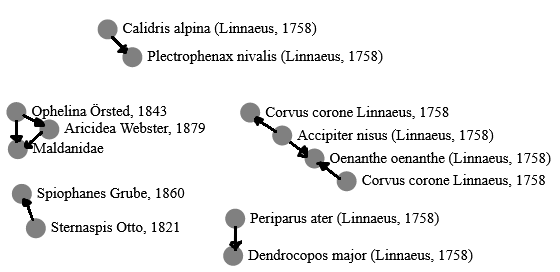 Calidris alpina (Linnaeus, 1758)
Plectrophenax nivalis (Linnaeus, 1758)
Ophelina Örsted, 1843
Aricidea Webster, 1879
Maldanidae
Corvus corone Linnaeus, 1758
Accipiter nisus (Linnaeus, 1758)
Oenanthe oenanthe (Linnaeus, 1758)
Corvus corone Linnaeus, 1758
Spiophanes Grube, 1860
Sternaspis Otto, 1821
Periparus ater (Linnaeus, 1758)
Dendrocopos major (Linnaeus, 1758)